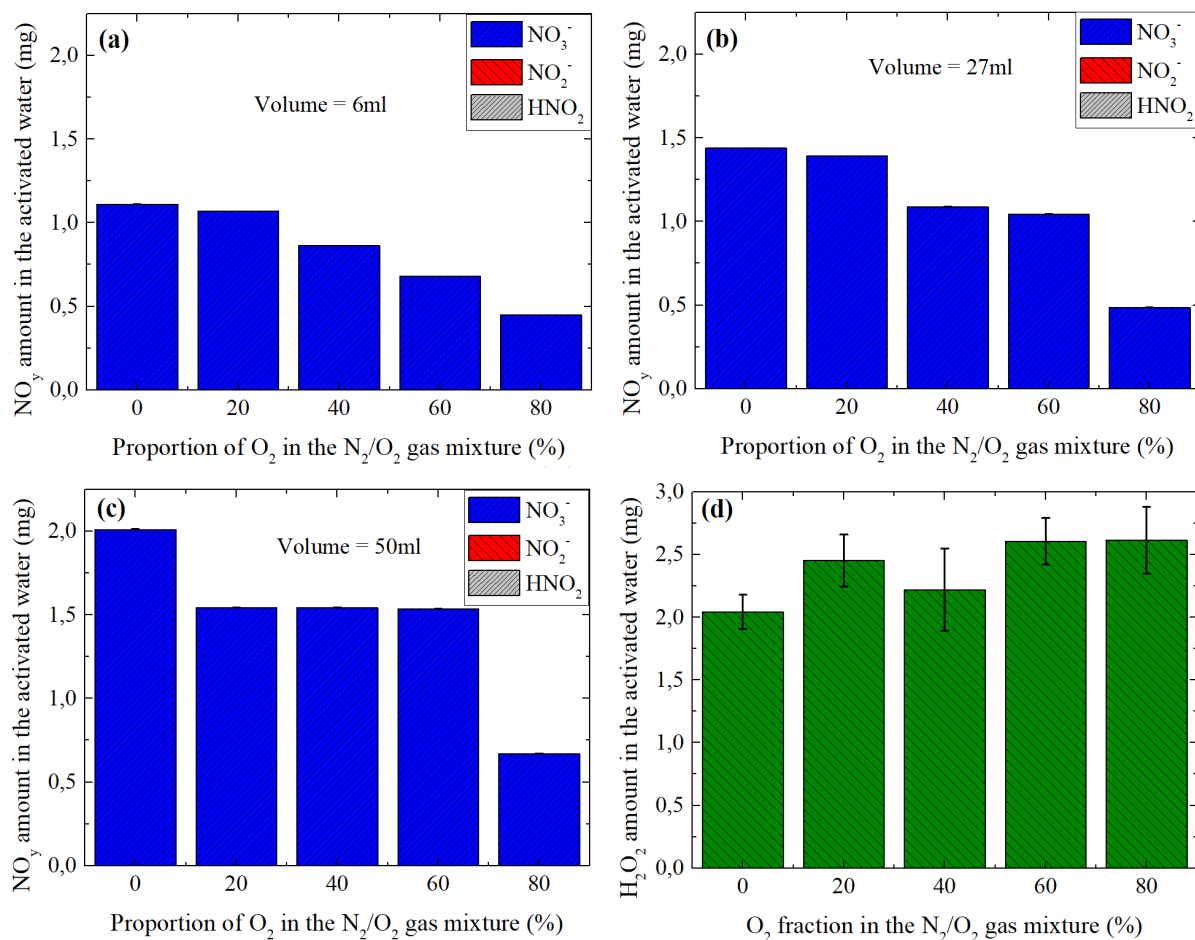 (a)
NO₃⁻
NO₂⁻
HNO₂
Volume = 6ml
NOy amount in the activated water (mg)
2,0
1,5
1,0
0,5
0,0
0 20 40 60 80
Proportion of O₂ in the N₂/O₂ gas mixture (%)
(b)
NO₃⁻
NO₂⁻
HNO₂
Volume = 27ml
NOy amount in the activated water (mg)
2,0
1,5
1,0
0,5
0,0
0 20 40 60 80
Proportion of O₂ in the N₂/O₂ gas mixture (%)
(c)
NO₃⁻
NO₂⁻
HNO₂
Volume = 50ml
NOy amount in the activated water (mg)
2,0
1,5
1,0
0,5
0,0
0 20 40 60 80
Proportion of O₂ in the N₂/O₂ gas mixture (%)
(d)
H₂O₂ amount in the activated water (mg)
3,0
2,5
2,0
1,5
1,0
0,5
0,0
0 20 40 60 80
O₂ fraction in the N₂/O₂ gas mixture (%)